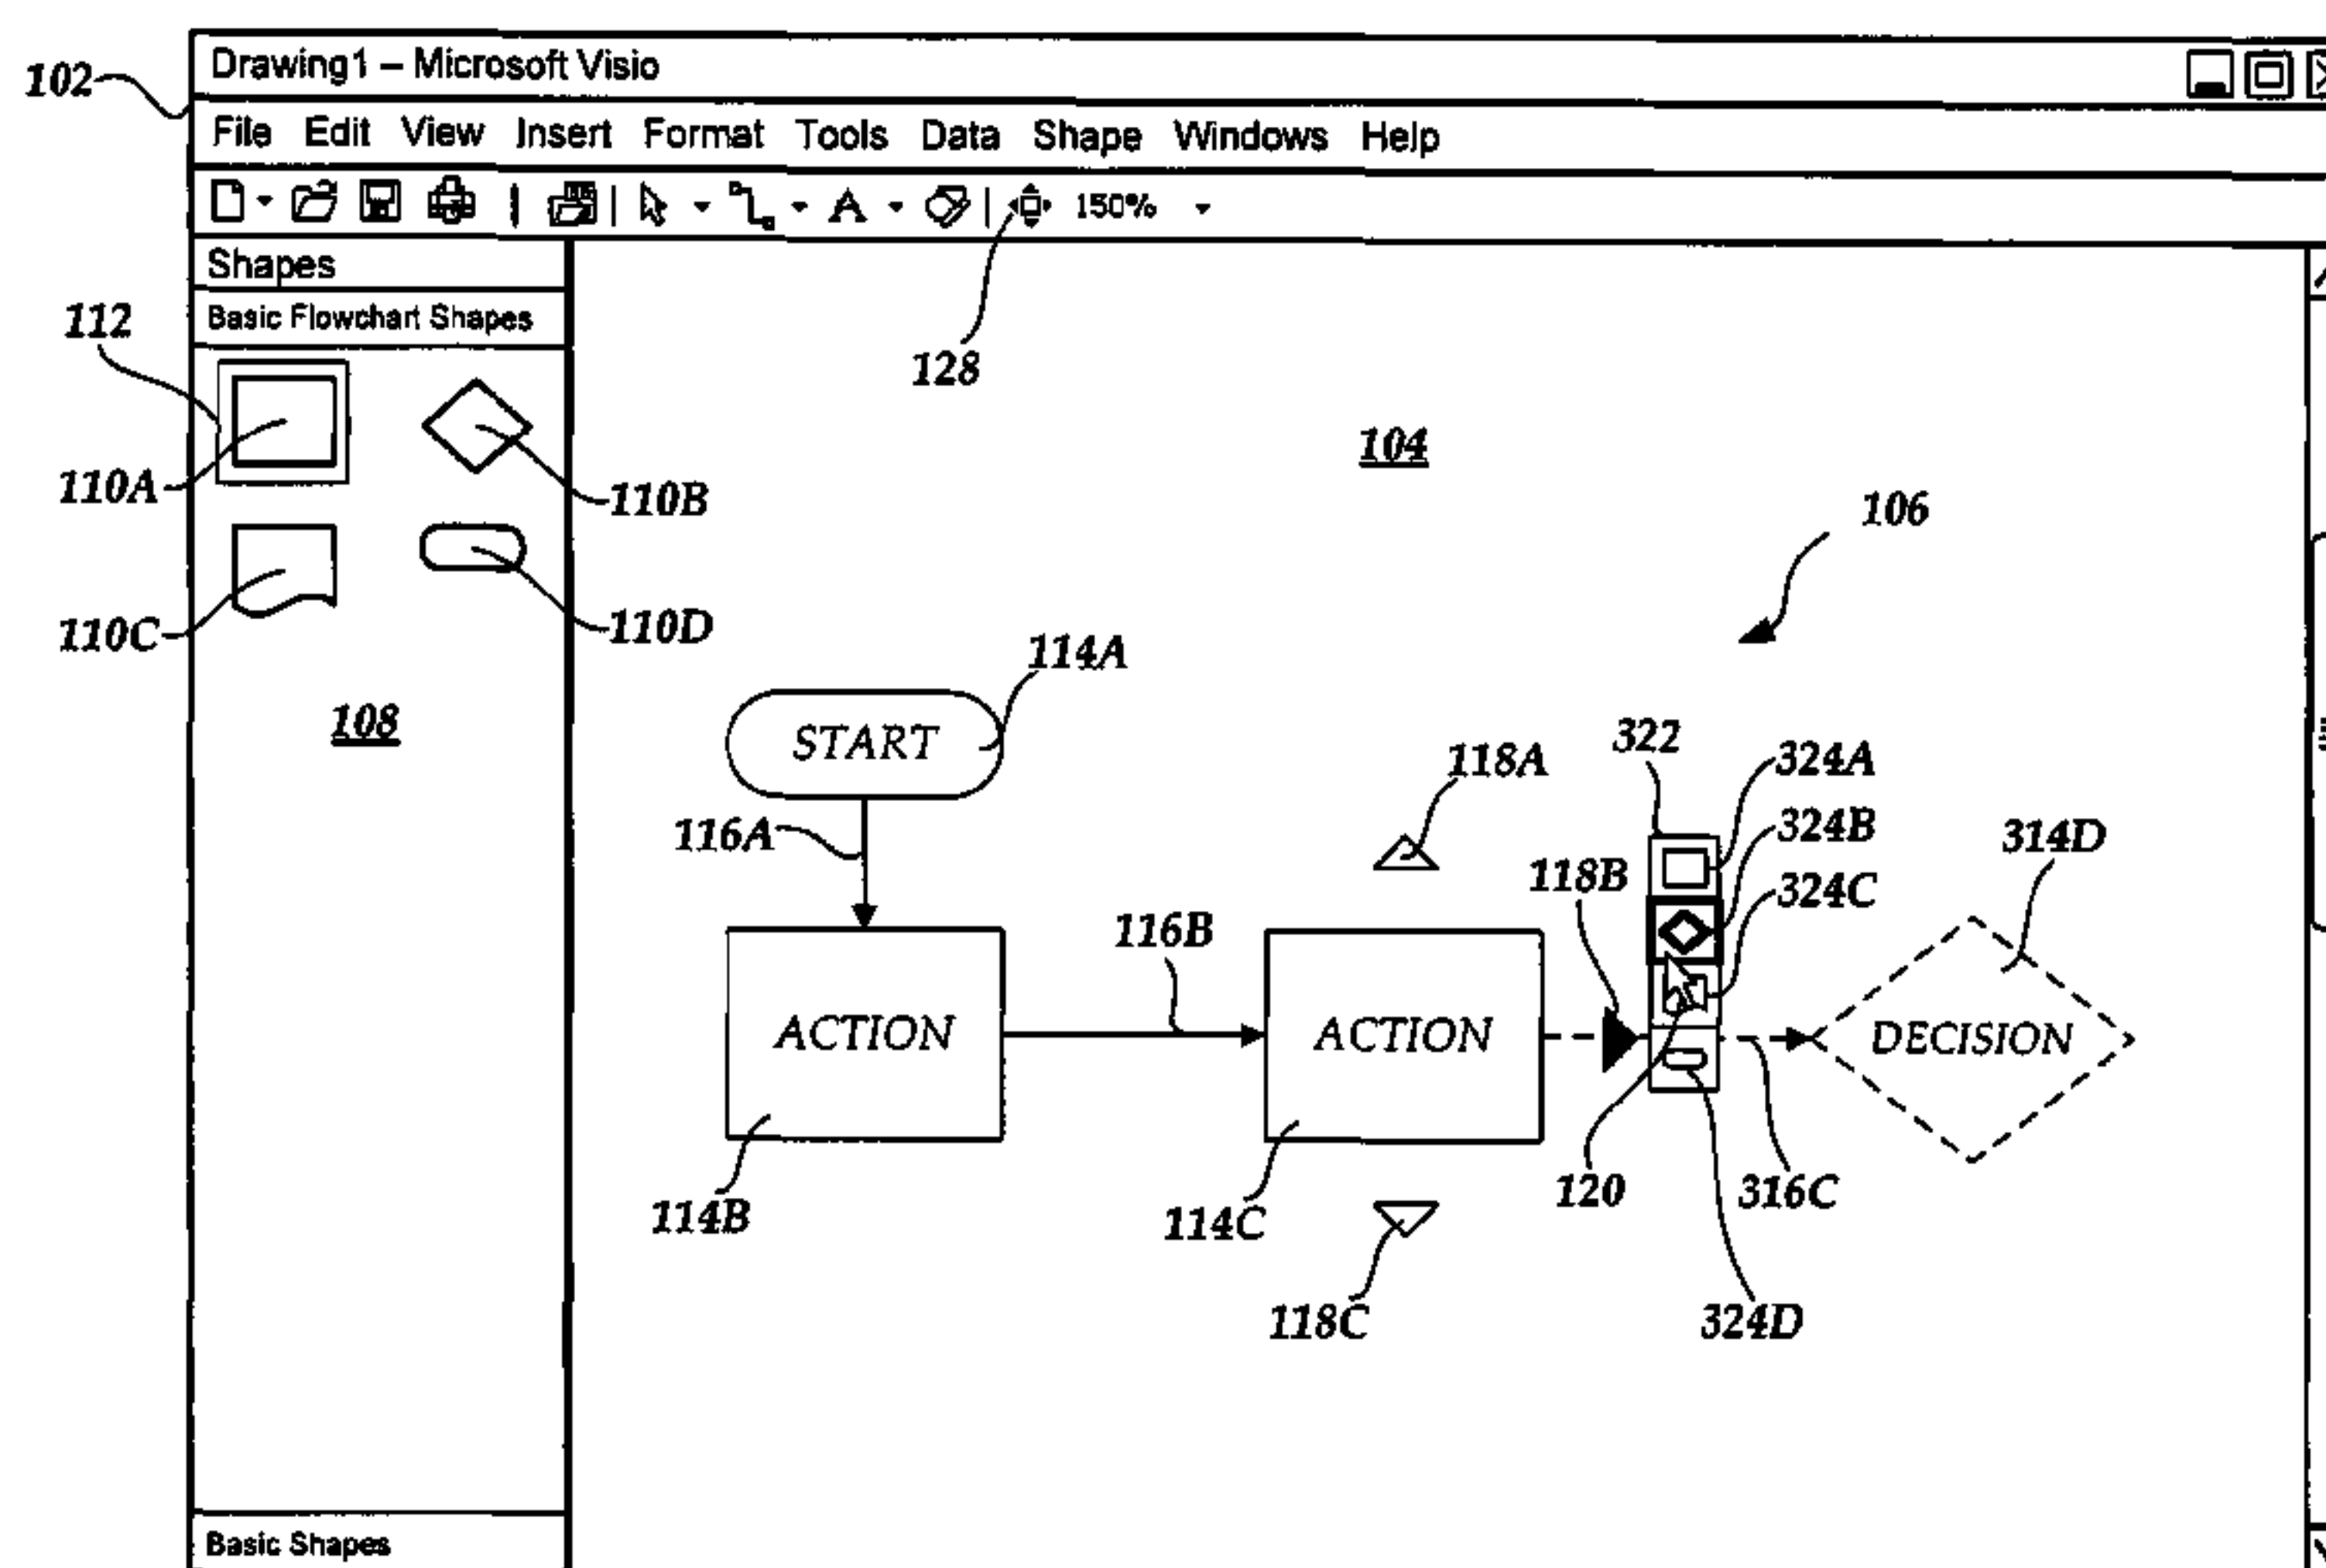 Drawing1 – Microsoft Visio
102
File Edit View Insert Format Tools Data Shape Windows Help
A 150%
Shapes
Basic Flowchart Shapes
112
128
104
110A
110B
106
110C
110D
114A
108
START
322
324A
118A
324B
116A
314D
118B
324C
116B
ACTION
ACTION
DECISION
120
316C
114B
114C
118C
324D
Basic Shapes